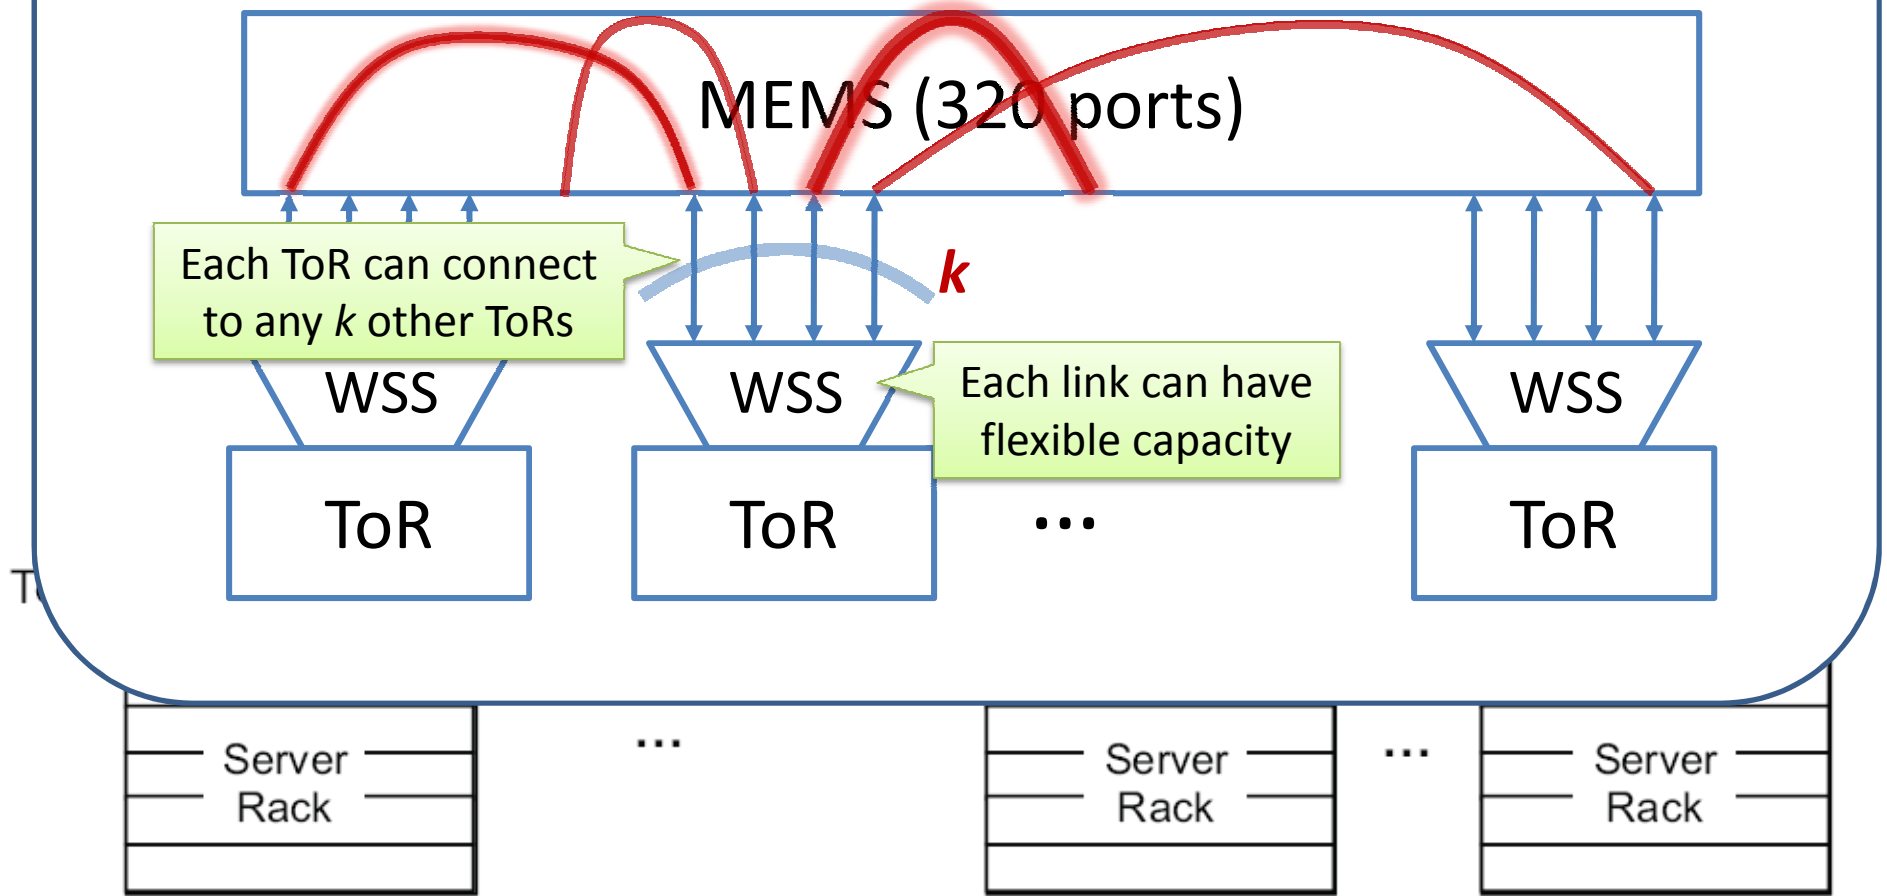 MEMS (320 ports)
Each ToR can connect
to any k other ToRs
k
WSS
WSS
Each link can have
flexible capacity
WSS
ToR
ToR
...
ToR
Server
Rack
...
Server
Rack
...
Server
Rack